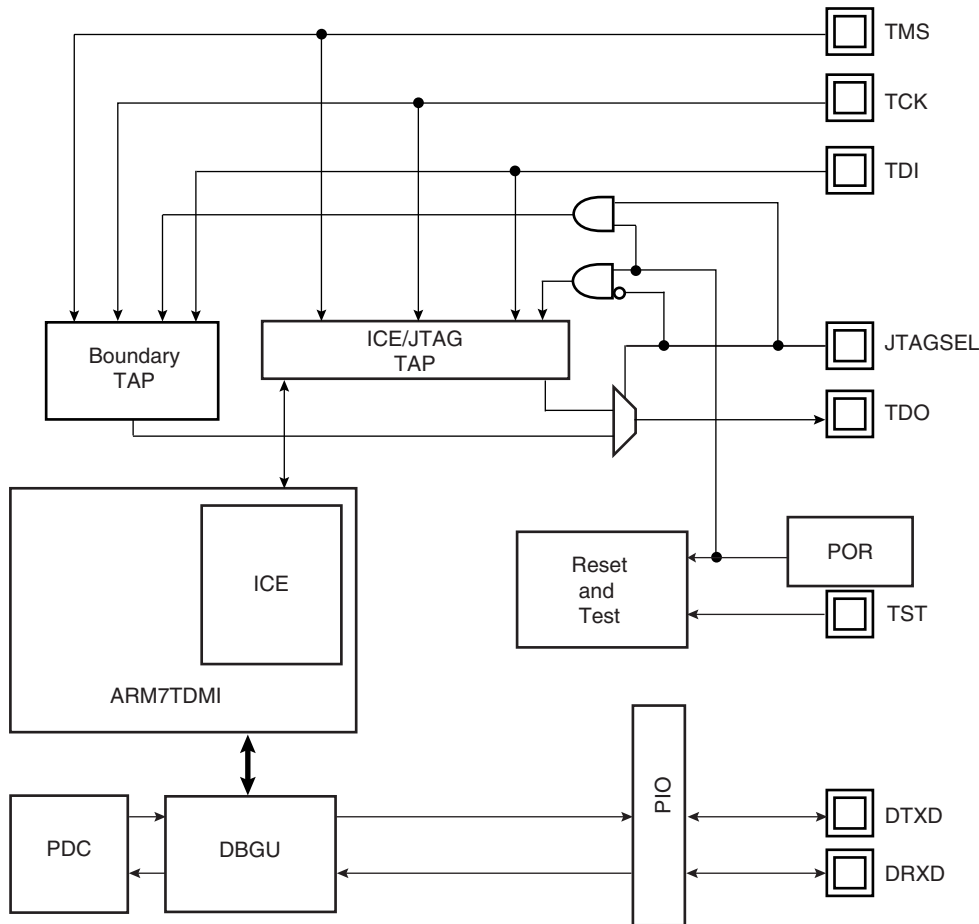 TMS
TCK
TDI
Boundary
TAP
ICE/JTAG
TAP
JTAGSEL
TDO
ICE
ARM7TDMI
Reset
and
Test
POR
TST
PDC
DBGU
PIO
DTXD
DRXD